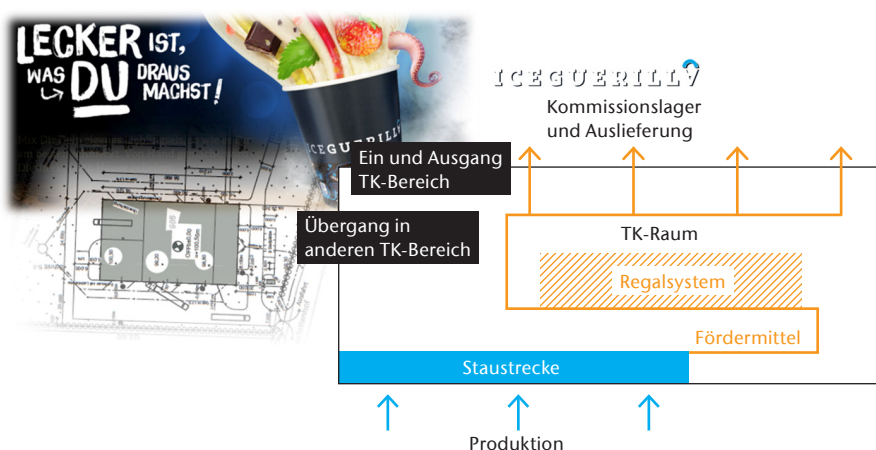 LECKER IST,
WAS DU DRAUS
MACHST!
ICEGUERILLA
ICEGUERILLA
Kommissionslager
und Auslieferung
Ein und Ausgang
TK-Bereich
Übergang in
anderen TK-Bereich
TK-Raum
Regalsystem
Fördermittel
Staustrecke
Produktion